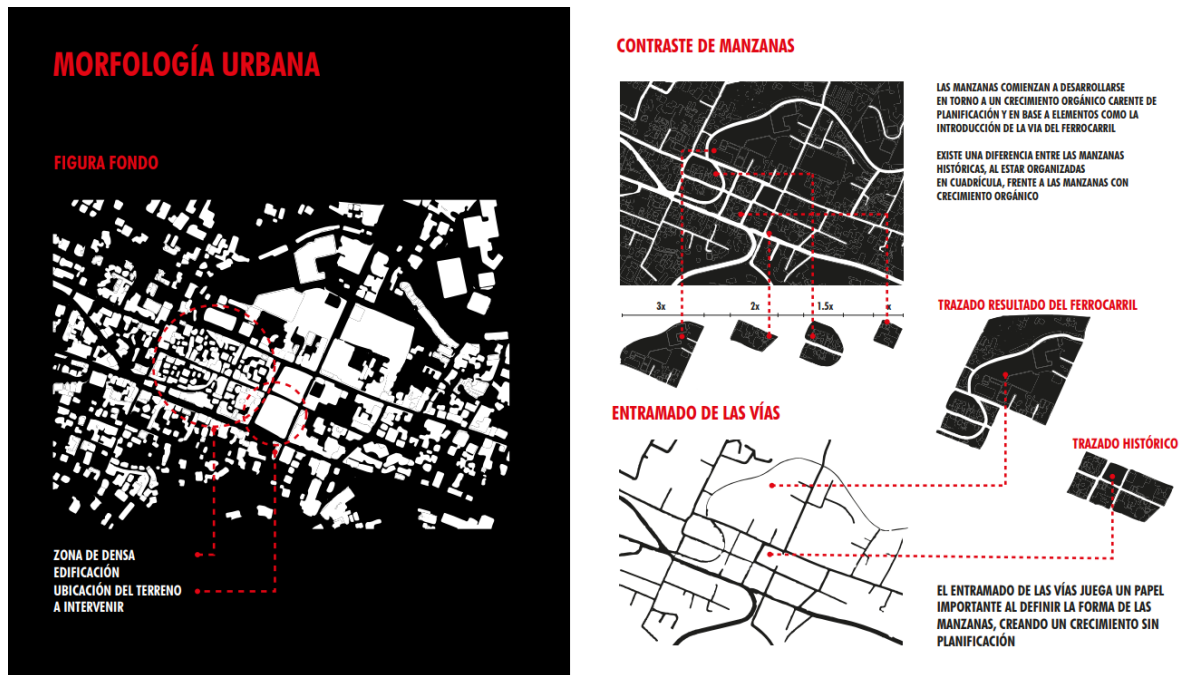 MORFOLOGÍA URBANA
FIGURA FONDO
ZONA DE DENSA
EDIFICACIÓN
UBICACIÓN DEL TERRENO
A INTERVENIR
CONTRASTE DE MANZANAS
LAS MANZANAS COMIENZAN A DESARROLLARSE
EN TORNO A UN CRECIMIENTO ORGÁNICO CARENTE DE
PLANIFICACIÓN Y EN BASE A ELEMENTOS COMO LA
INTRODUCCIÓN DE LA VIA DEL FERROCARRIL
EXISTE UNA DIFERENCIA ENTRE LAS MANZANAS
HISTÓRICAS, AL ESTAR ORGANIZADAS
EN CUADRÍCULA, FRENTE A LAS MANZANAS CON
CRECIMIENTO ORGÁNICO
3x
2x
1.5x
x
TRAZADO RESULTADO DEL FERROCARRIL
ENTRAMADO DE LAS VÍAS
TRAZADO HISTÓRICO
EL ENTRAMADO DE LAS VÍAS JUEGA UN PAPEL
IMPORTANTE AL DEFINIR LA FORMA DE LAS
MANZANAS, CREANDO UN CRECIMIENTO SIN
PLANIFICACIÓN